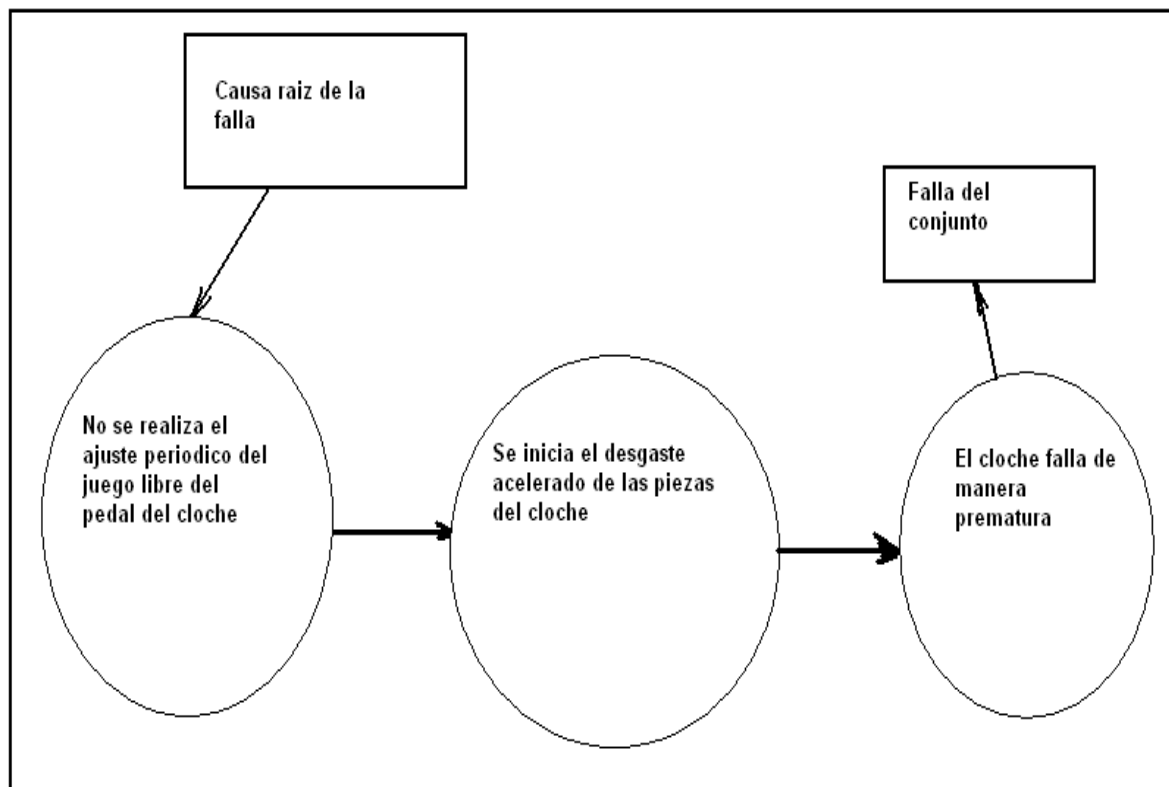 Causa raiz de la
falla
Falla del
conjunto
No se realiza el
ajuste periodico del
juego libre del
pedal del cloche
Se inicia el desgaste
acelerado de las piezas
del cloche
El cloche falla de
manera
prematura